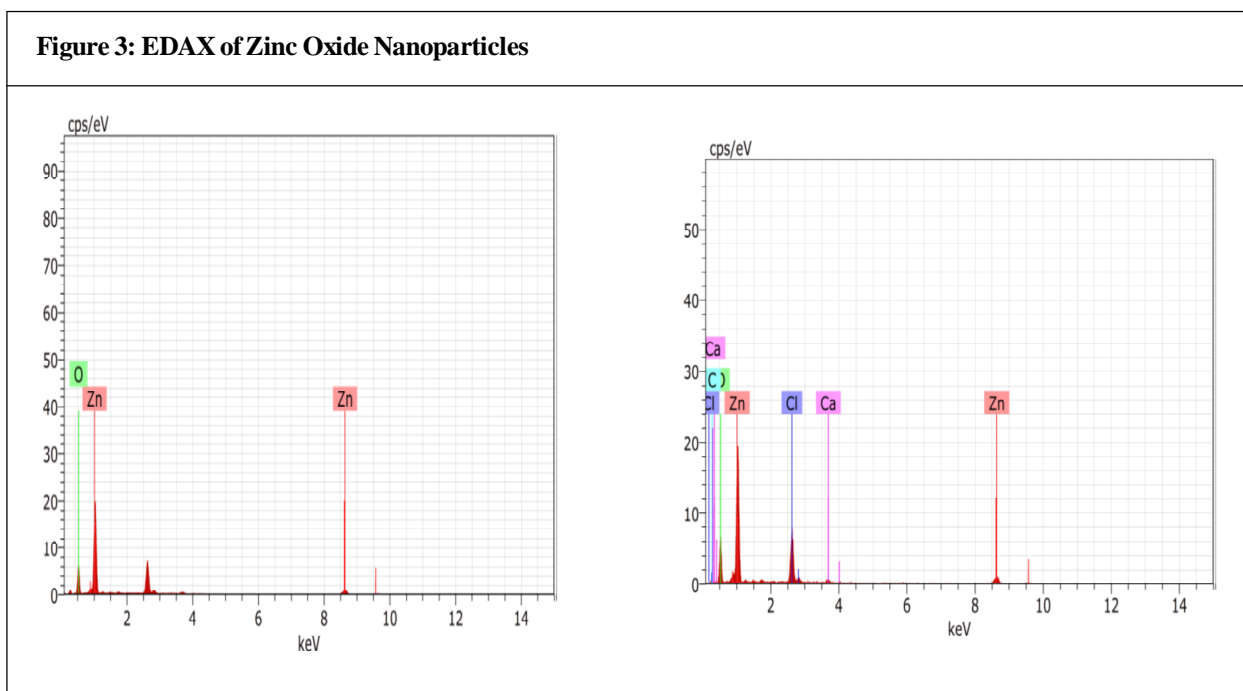 Figure 3: EDAX of Zinc Oxide Nanoparticles
cps/eV
90
80
70
60
50
40
30
20
10
0
O
Zn
Zn
2 4 6 8 10 12 14
keV
cps/eV
50
40
30
20
10
0
Ca
C
Cl Zn Cl Ca Zn
2 4 6 8 10 12 14
keV